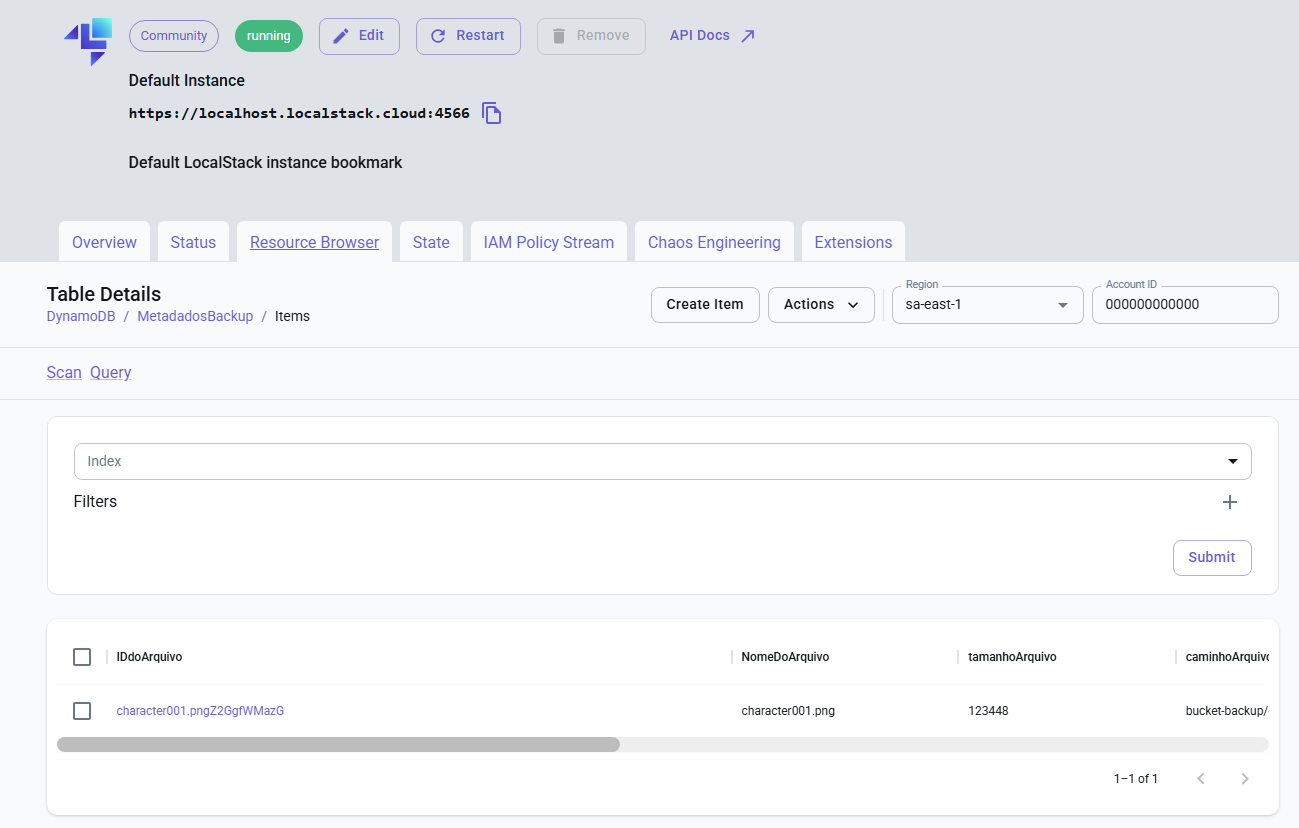 Community running Edit Restart Remove API Docs
Default Instance
https://localhost.localstack.cloud:4566
Default LocalStack instance bookmark
Overview Status Resource Browser State IAM Policy Stream Chaos Engineering Extensions
Table Details
DynamoDB / MetadadosBackup / Items
Create Item Actions
Region
sa-east-1
Account ID
000000000000
Scan Query
Index
Filters
Submit
IDdoArquivo NomeDoArquivo tamanhoArquivo caminhoArquivo
character001.pngZ2GgfWMazG character001.png 123448 bucket-backup/
1–1 of 1